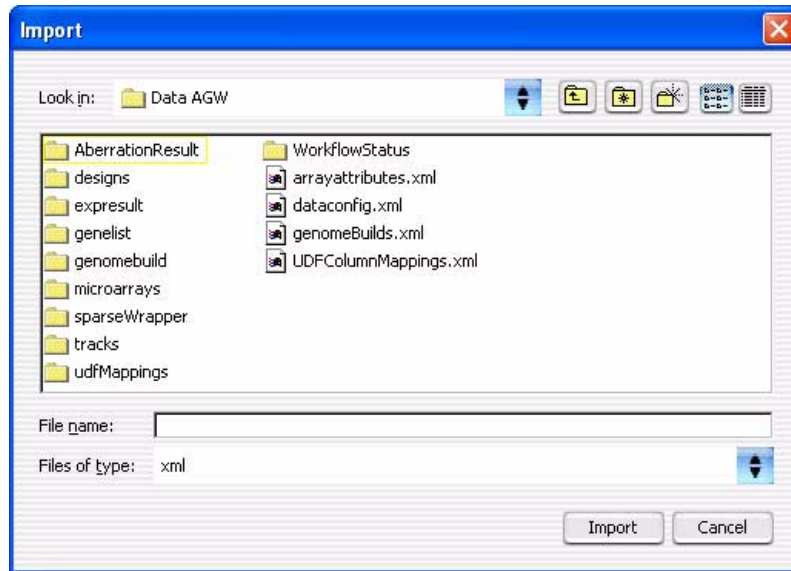 Import
Look in: Data AGW
AberrationResult
designs
expresult
genelist
genomebuild
microarrays
sparseWrapper
tracks
udfMappings
WorkflowStatus
arrayattributes.xml
dataconfig.xml
genomeBuilds.xml
UDFColumnMappings.xml
File name:
Files of type: xml
Import Cancel